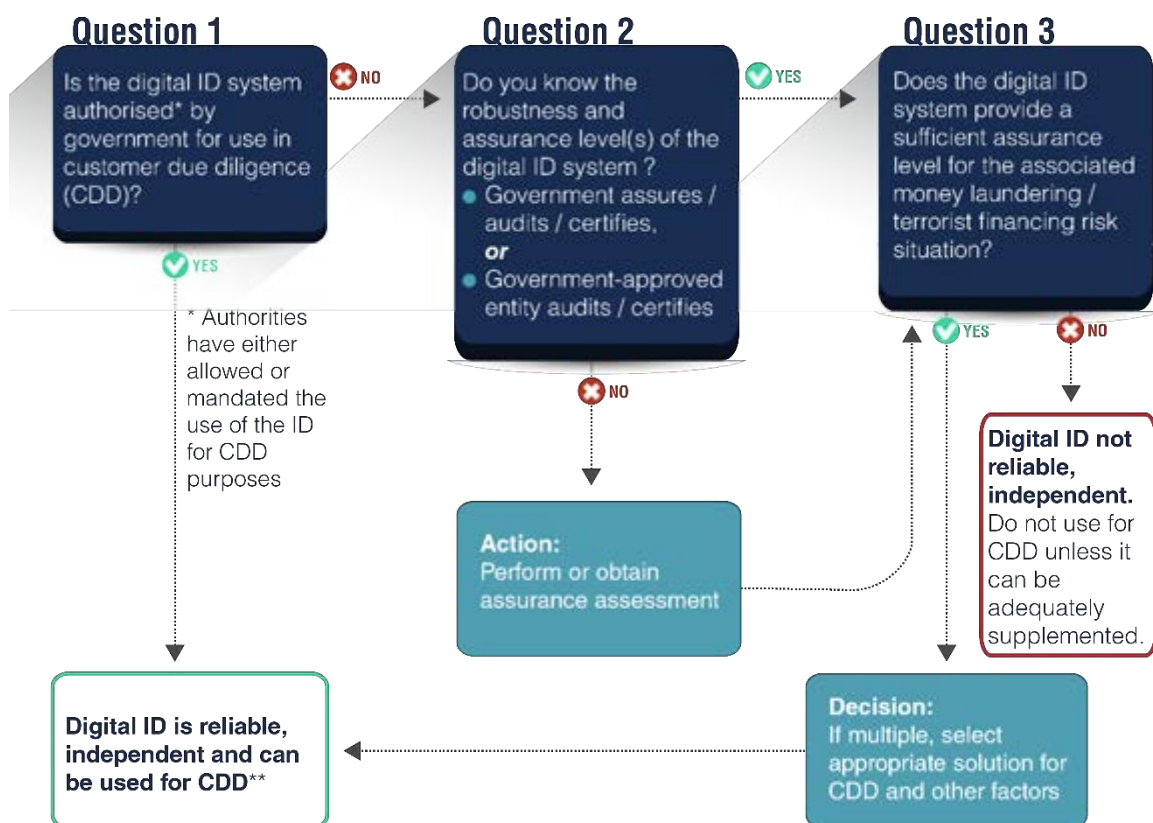 Question 1
Is the digital ID system
authorised* by
government for use in
customer due diligence
(CDD)?
NO
YES
* Authorities
have either
allowed or
mandated the
use of the ID
for CDD
purposes
Question 2
Do you know the
robustness and
assurance level(s) of the
digital ID system ?
Government assures /
audits / certifies,
or
Government-approved
entity audits / certifies
YES
NO
Action:
Perform or obtain
assurance assessment
Question 3
Does the digital ID
system provide a
sufficient assurance
level for the associated
money laundering /
terrorist financing risk
situation?
YES
NO
Digital ID not
reliable,
independent.
Do not use for
CDD unless it
can be
adequately
supplemented.
Decision:
If multiple, select
appropriate solution for
CDD and other factors
Digital ID is reliable,
independent and can
be used for CDD**